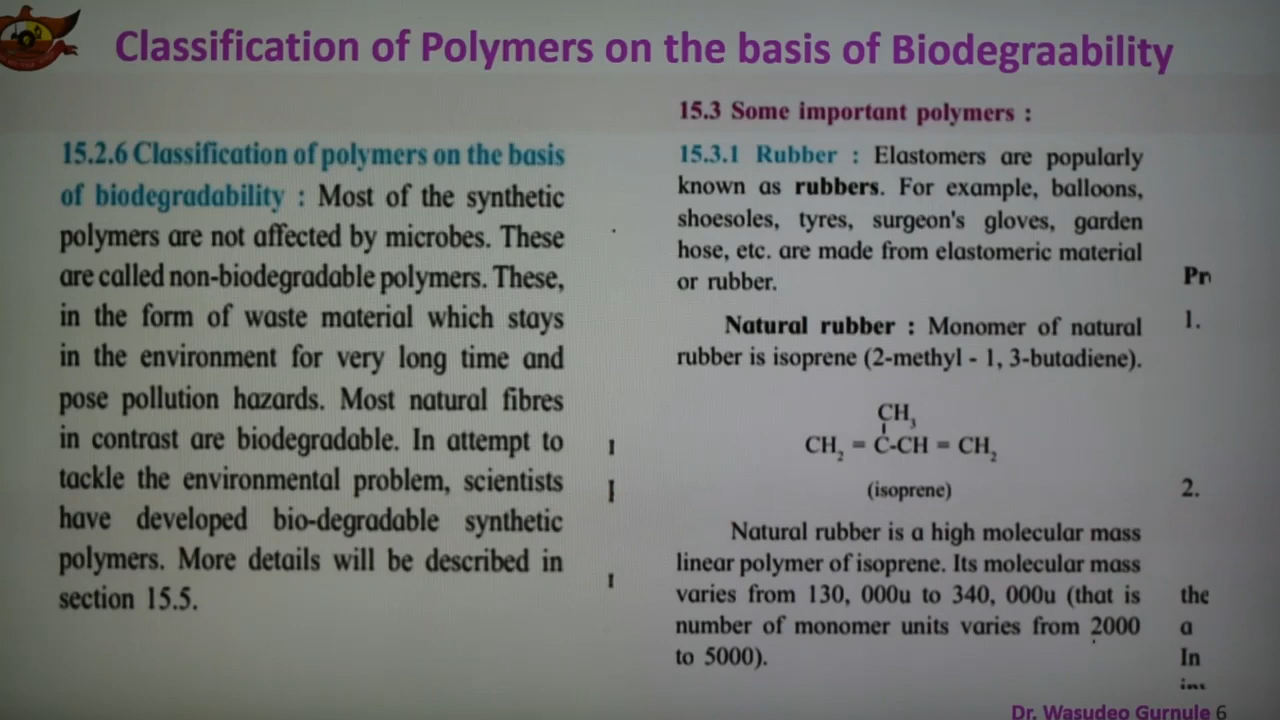 Classification of Polymers on the basis of Biodegraability
15.2.6 Classification of polymers on the basis
of biodegradability : Most of the synthetic
polymers are not affected by microbes. These
are called non-biodegradable polymers. These,
in the form of waste material which stays
in the environment for very long time and
pose pollution hazards. Most natural fibres
in contrast are biodegradable. In attempt to
tackle the environmental problem, scientists
have developed bio-degradable synthetic
polymers. More details will be described in
section 15.5.
15.3 Some important polymers :
15.3.1 Rubber : Elastomers are popularly
known as rubbers. For example, balloons,
shoesoles, tyres, surgeon's gloves, garden
hose, etc. are made from elastomeric material
or rubber.
Natural rubber : Monomer of natural
rubber is isoprene (2-methyl - 1, 3-butadiene).
CH₃
CH₂ = C-CH = CH₂
(isoprene)
Natural rubber is a high molecular mass
linear polymer of isoprene. Its molecular mass
varies from 130, 000u to 340, 000u (that is
number of monomer units varies from 2000
to 5000).
1.
2.
the
a
In
Dr. Wasudeo Gurnule 6